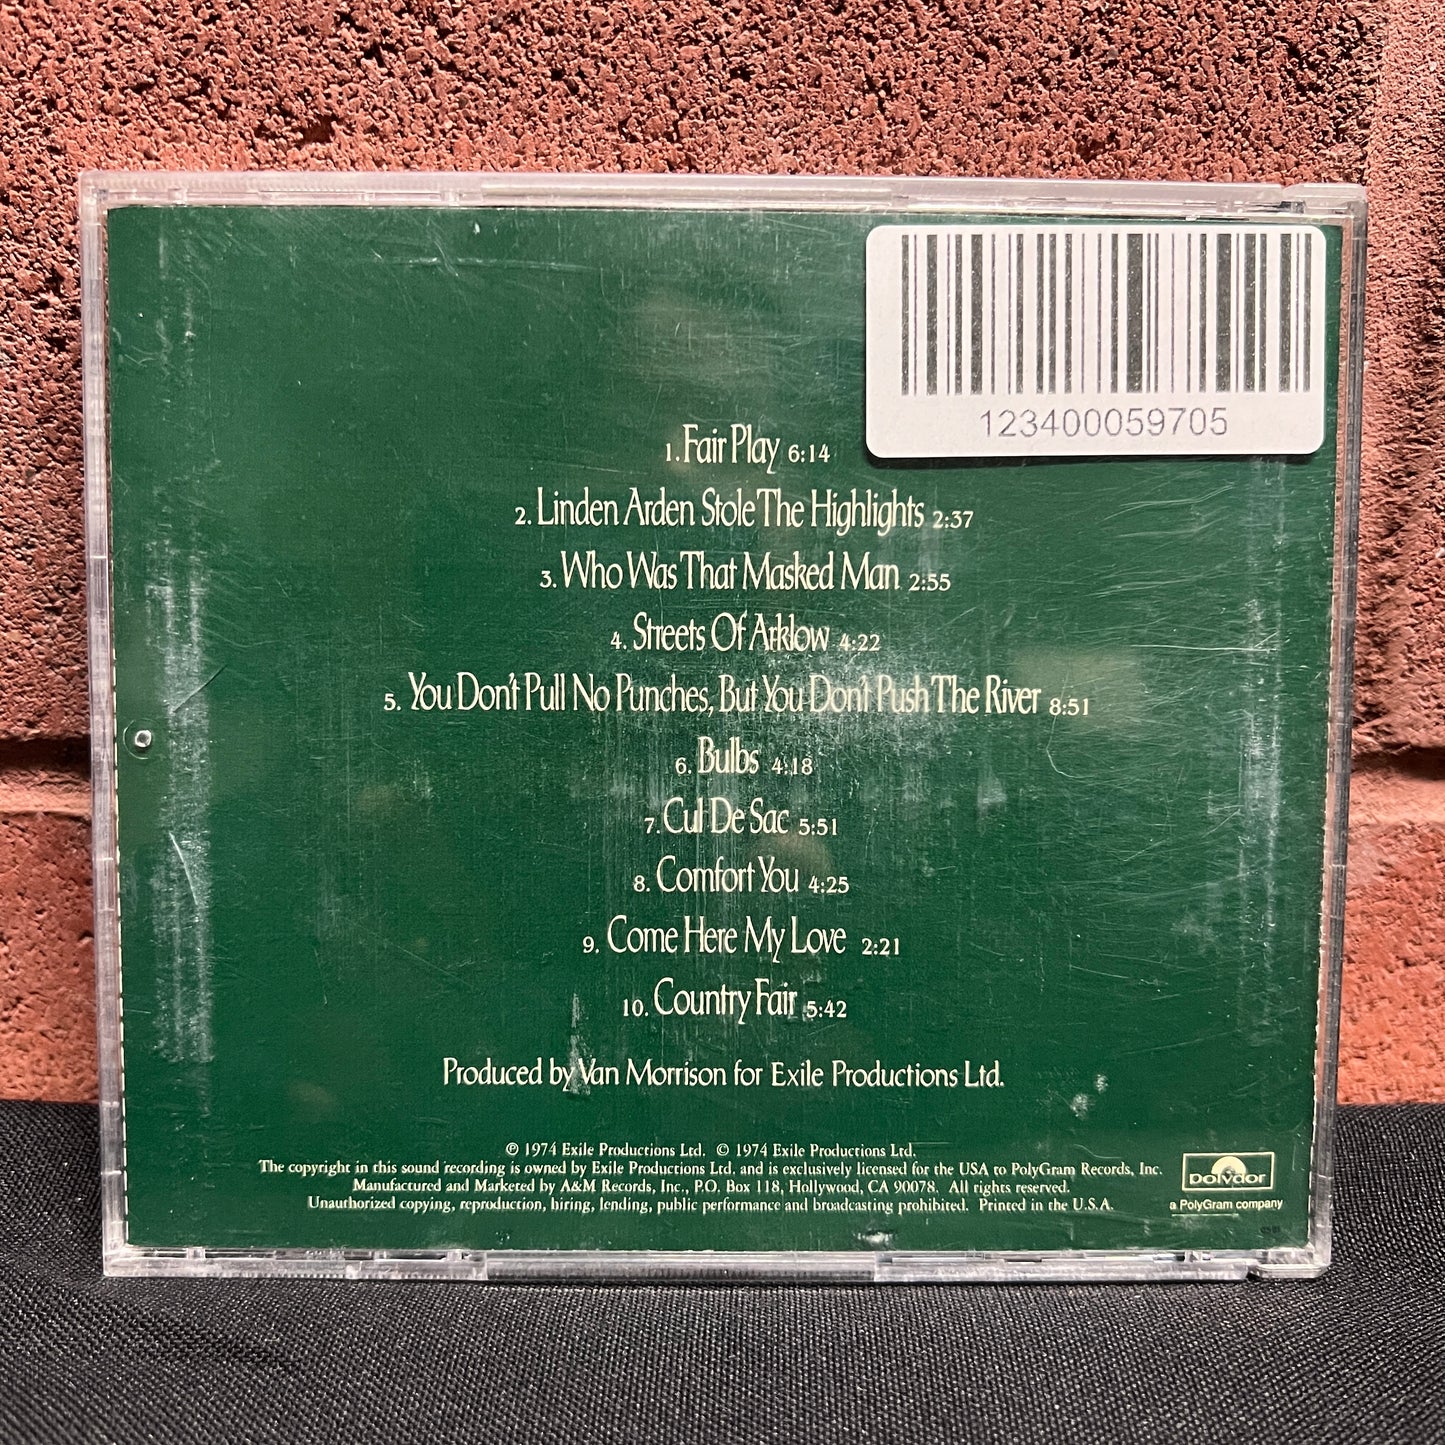 123400059705
1. Fair Play 6:14
2. Linden Arden Stole The Highlights 2:37
3. Who Was That Masked Man 2:55
4. Streets Of Arklow 4:22
5. You Don't Pull No Punches, But You Don't Push The River 8:51
6. Bulbs 4:18
7. Cul De Sac 5:51
8. Comfort You 4:25
9. Come Here My Love 2:21
10. Country Fair 5:42
Produced by Van Morrison for Exile Productions Ltd.
℗ 1974 Exile Productions Ltd. © 1974 Exile Productions Ltd.
The copyright in this sound recording is owned by Exile Productions Ltd. and is exclusively licensed for the USA to PolyGram Records, Inc.
Manufactured and Marketed by A&M Records, Inc., P.O. Box 118, Hollywood, CA 90078. All rights reserved.
Unauthorized copying, reproduction, hiring, lending, public performance and broadcasting prohibited. Printed in the U.S.A.
Polydor
a PolyGram company